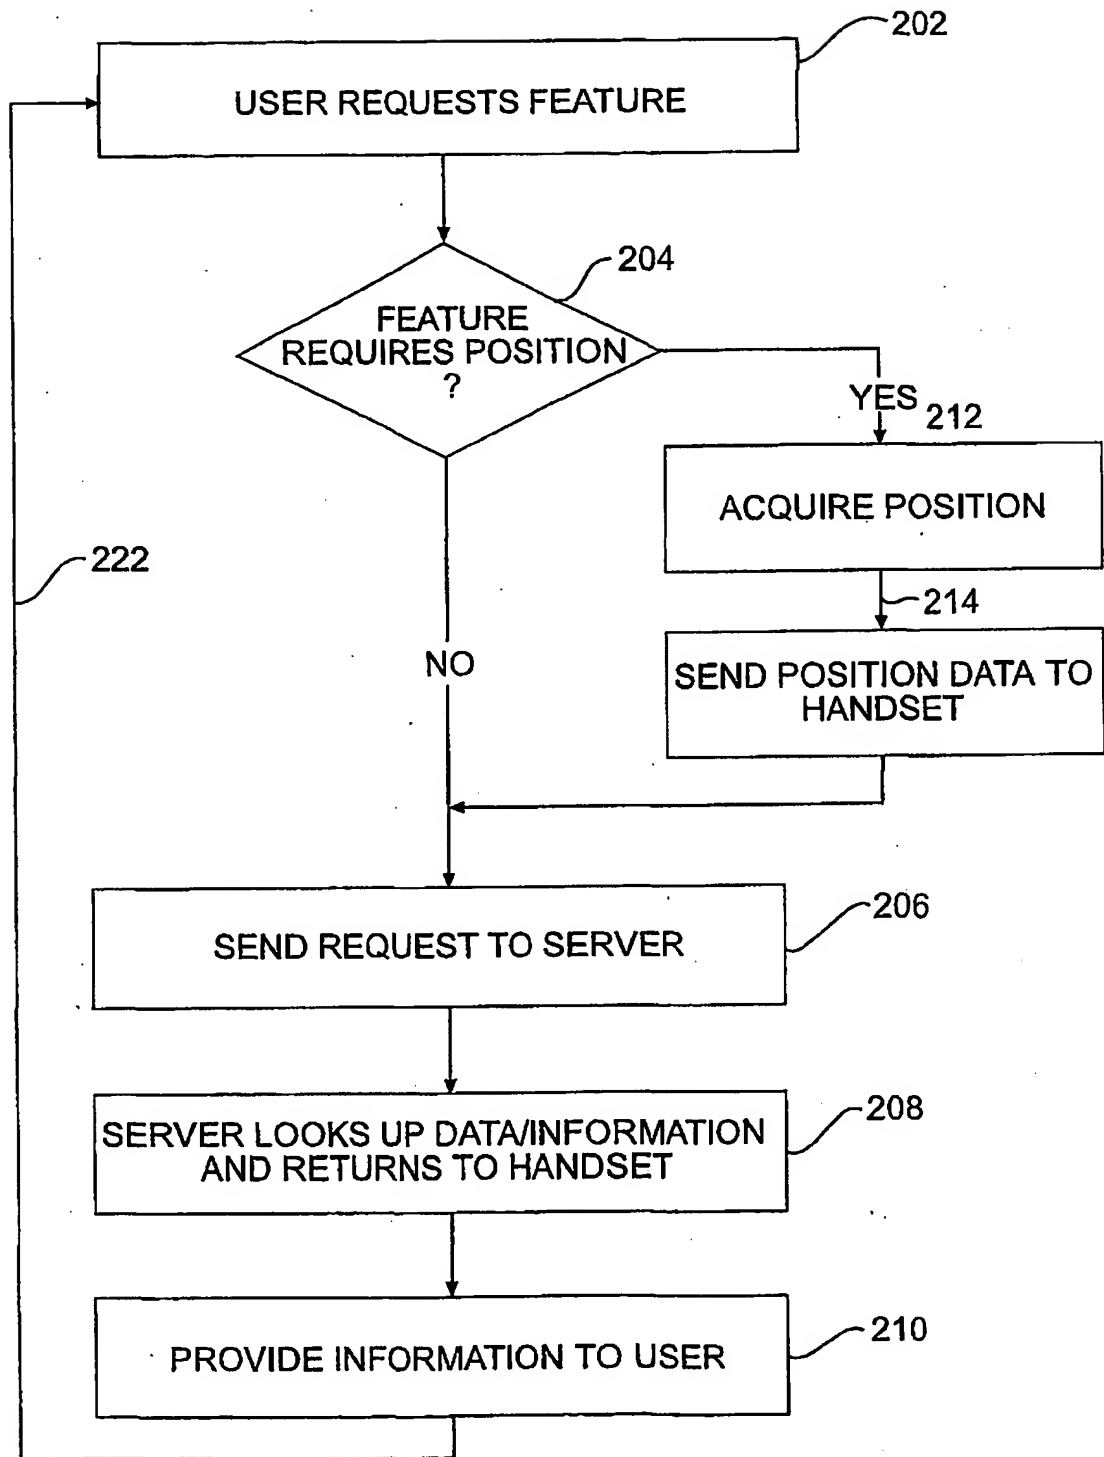 202
USER REQUESTS FEATURE
204
FEATURE
REQUIRES POSITION
?
YES
212
ACQUIRE POSITION
222
214
NO
SEND POSITION DATA TO
HANDSET
206
SEND REQUEST TO SERVER
208
SERVER LOOKS UP DATA/INFORMATION
AND RETURNS TO HANDSET
210
PROVIDE INFORMATION TO USER